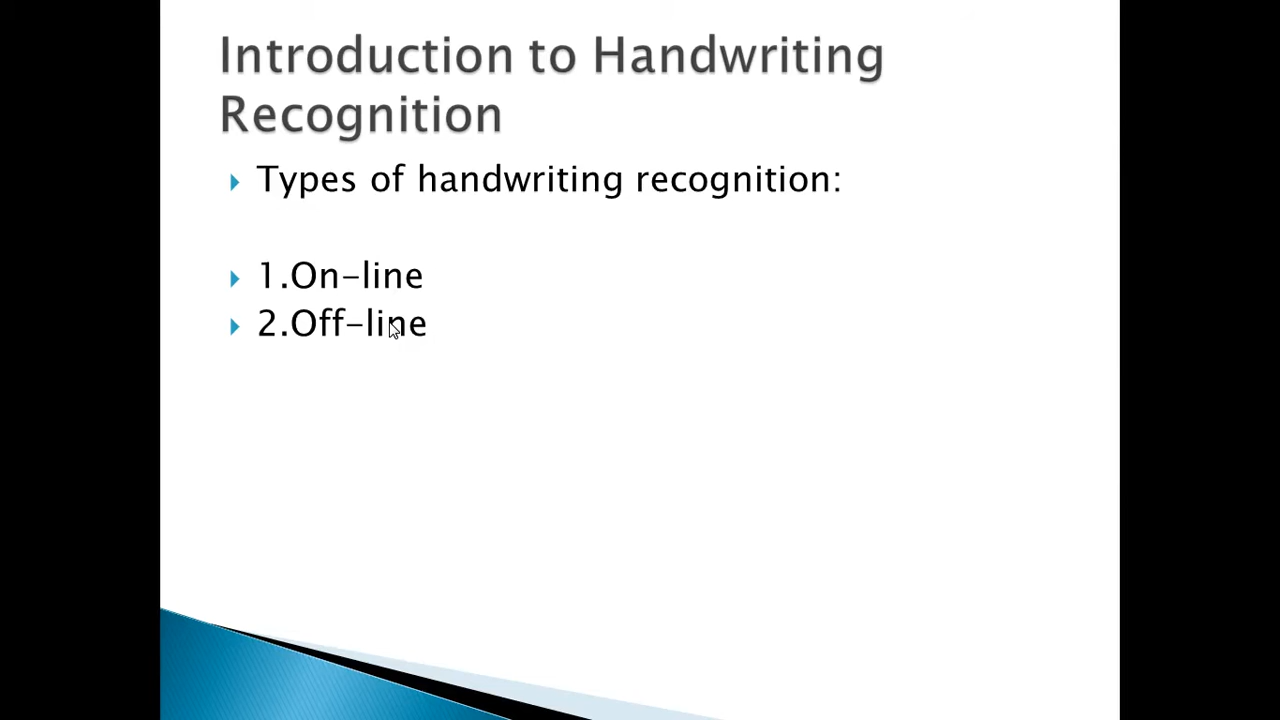 Introduction to Handwriting
Recognition
Types of handwriting recognition:
1.On-line
2.Off-line